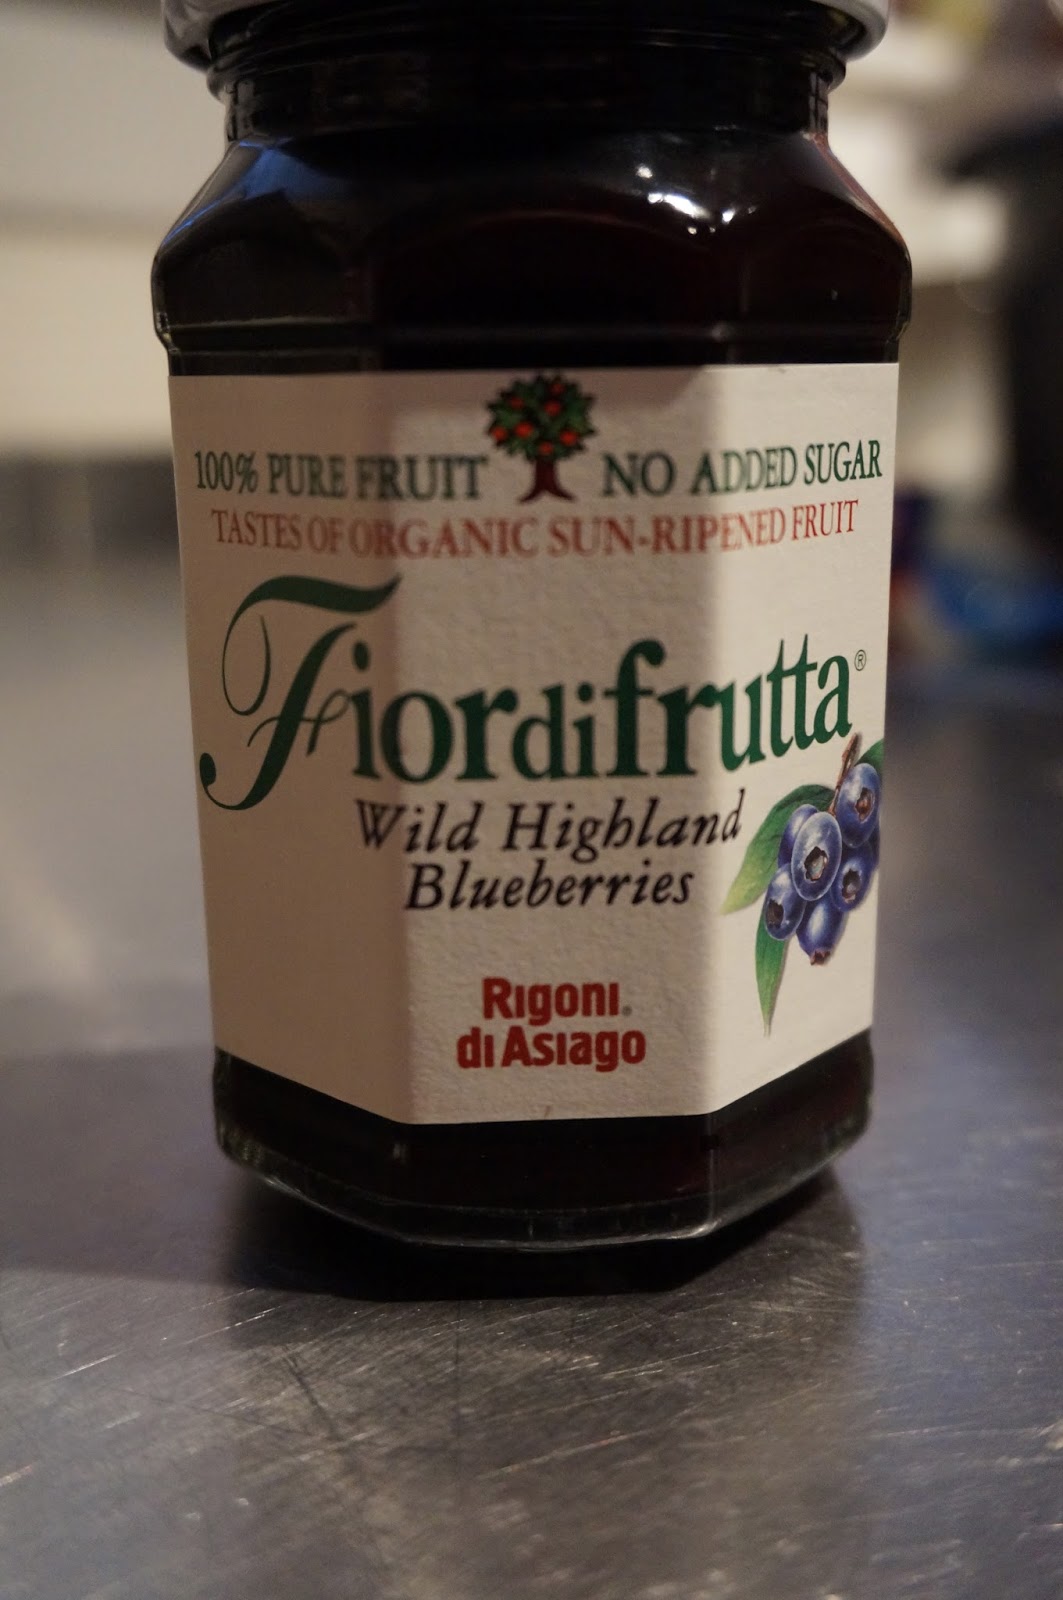 100% PURE FRUIT NO ADDED SUGAR
TASTES OF ORGANIC SUN-RIPENED FRUIT
Fiordifrutta®
Wild Highland
Blueberries
Rigoni®
di Asiago